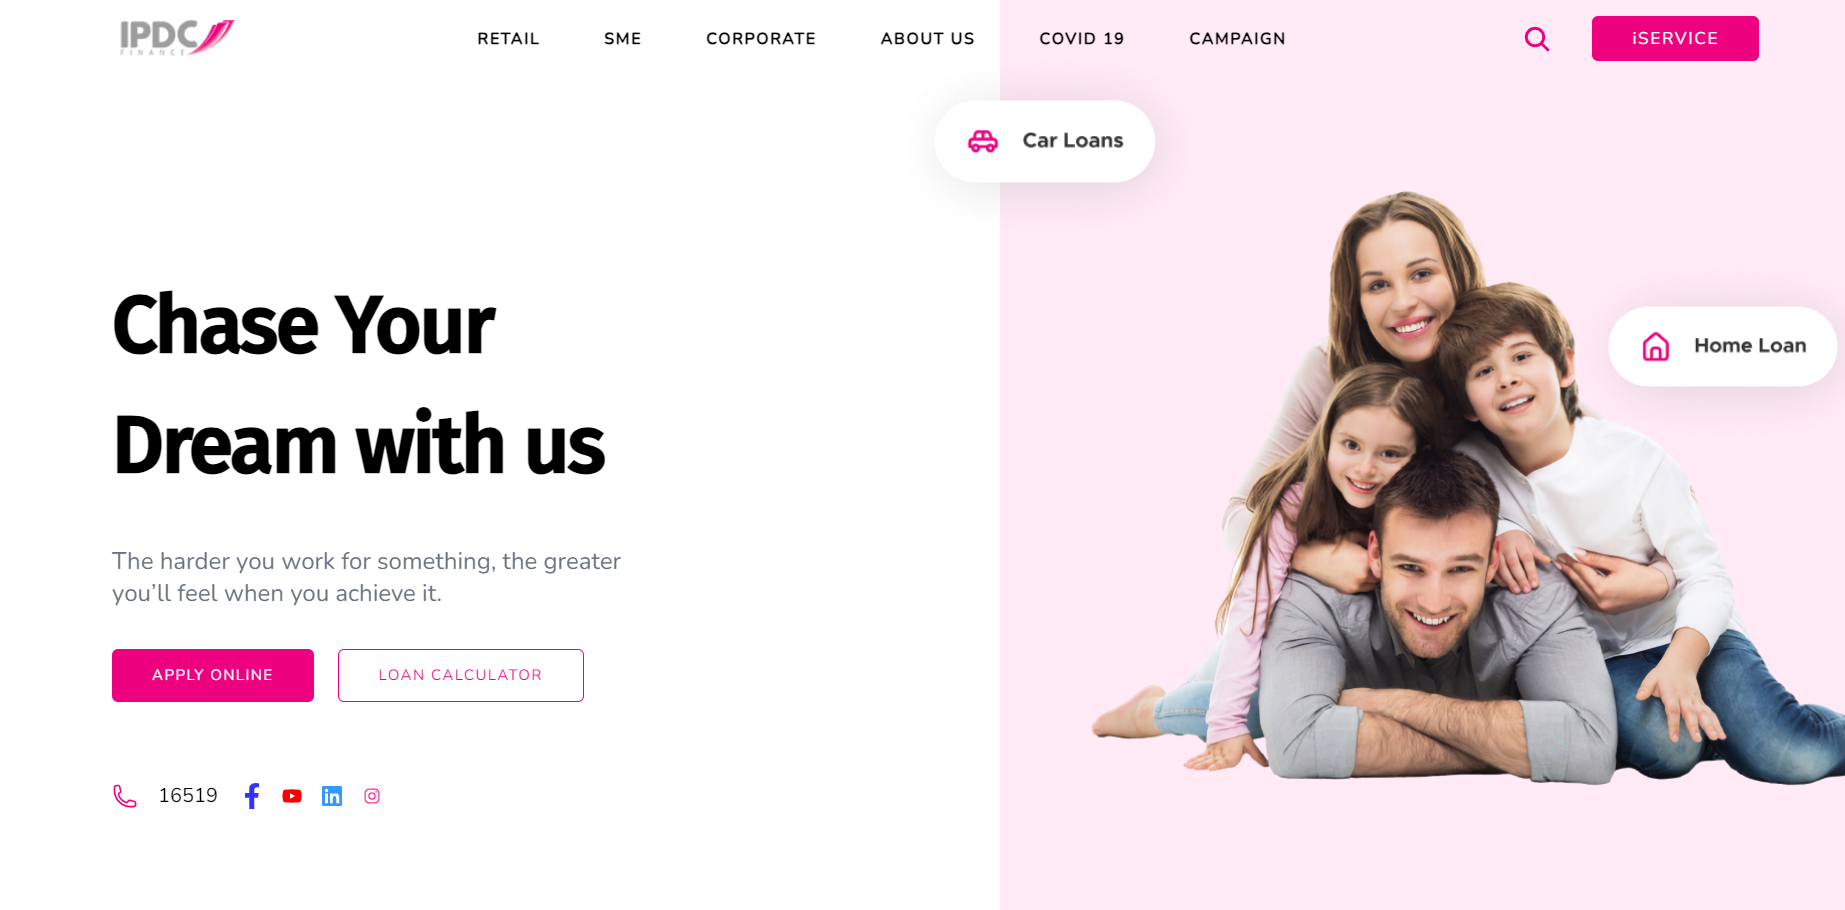 IPDC
FINANCE
RETAIL
SME
CORPORATE
ABOUT US
COVID 19
CAMPAIGN
iSERVICE
Car Loans
Home Loan
Chase Your
Dream with us
The harder you work for something, the greater
you’ll feel when you achieve it.
APPLY ONLINE
LOAN CALCULATOR
16519